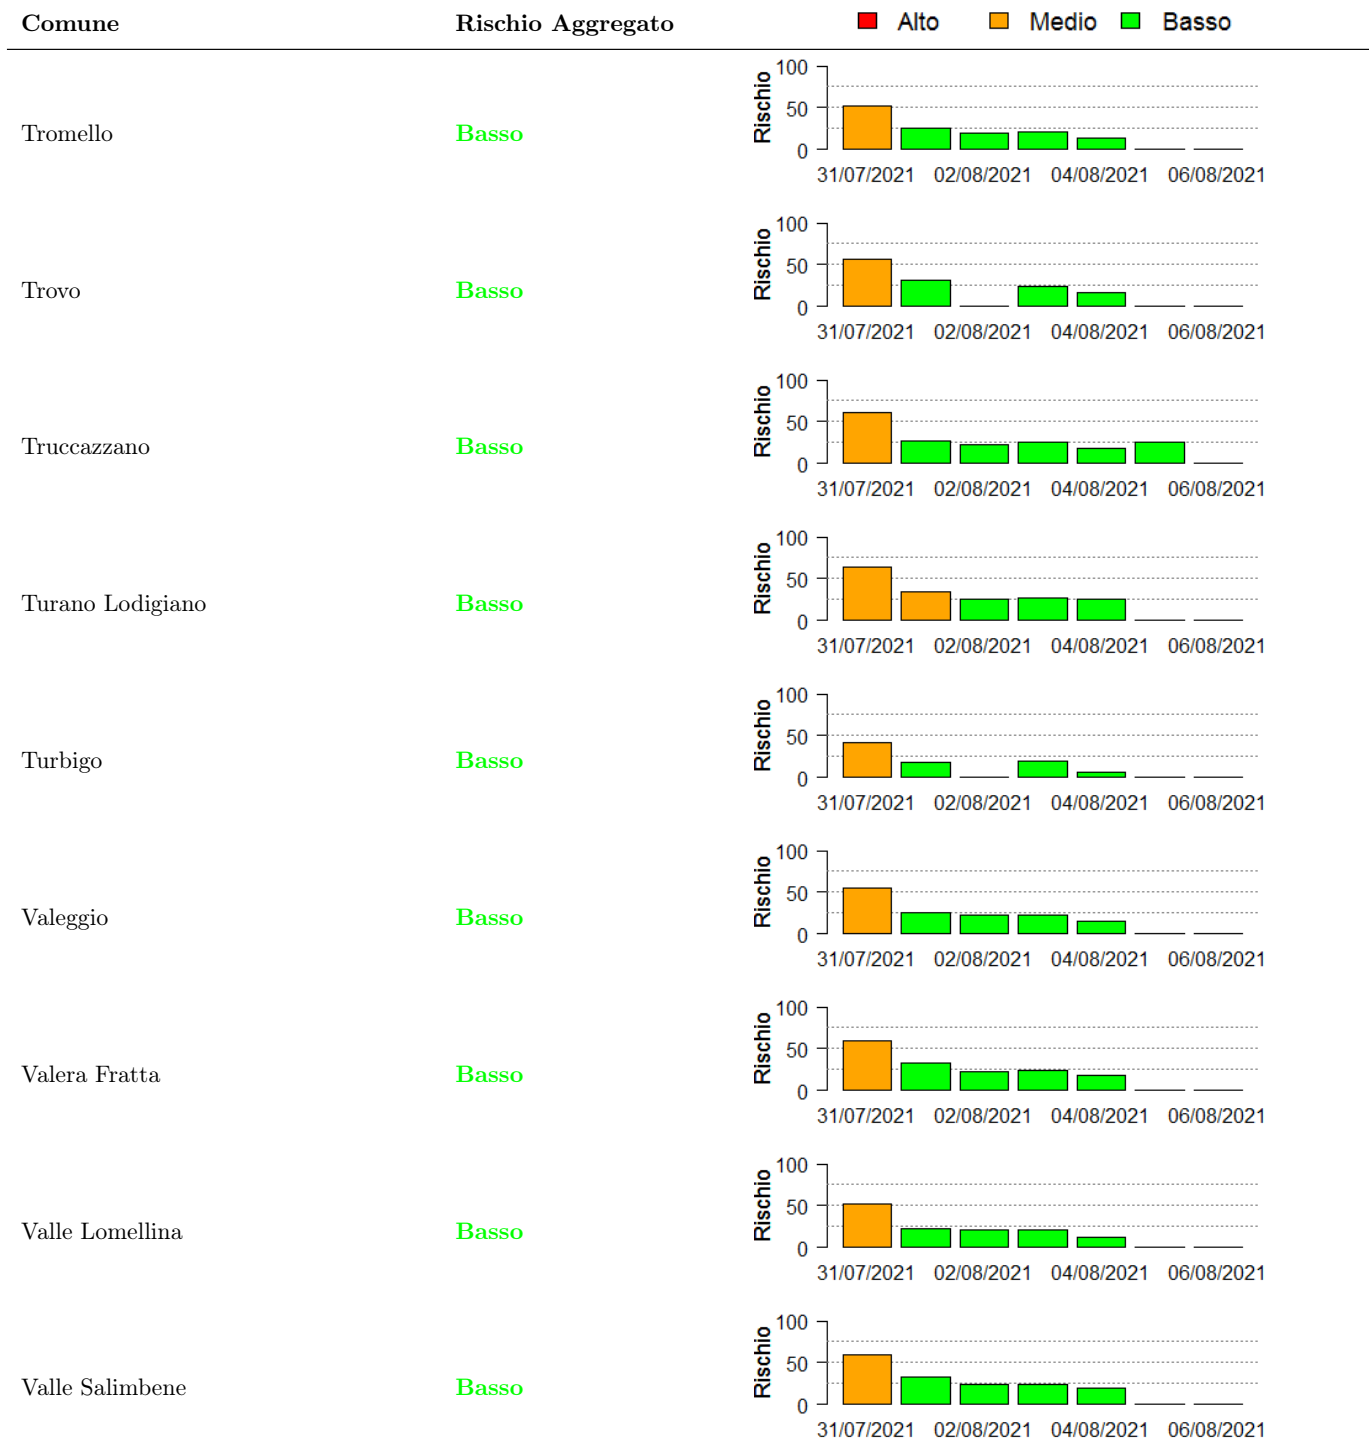 Comune Rischio Aggregato Alto Medio Basso
100
50
0
Rischio
Tromello Basso
31/07/2021 02/08/2021 04/08/2021 06/08/2021
100
50
0
Rischio
Trovo Basso
31/07/2021 02/08/2021 04/08/2021 06/08/2021
100
50
0
Rischio
Truccazzano Basso
31/07/2021 02/08/2021 04/08/2021 06/08/2021
100
50
0
Rischio
Turano Lodigiano Basso
31/07/2021 02/08/2021 04/08/2021 06/08/2021
100
50
0
Rischio
Turbigo Basso
31/07/2021 02/08/2021 04/08/2021 06/08/2021
100
50
0
Rischio
Valeggio Basso
31/07/2021 02/08/2021 04/08/2021 06/08/2021
100
50
0
Rischio
Valera Fratta Basso
31/07/2021 02/08/2021 04/08/2021 06/08/2021
100
50
0
Rischio
Valle Lomellina Basso
31/07/2021 02/08/2021 04/08/2021 06/08/2021
100
50
0
Rischio
Valle Salimbene Basso
31/07/2021 02/08/2021 04/08/2021 06/08/2021